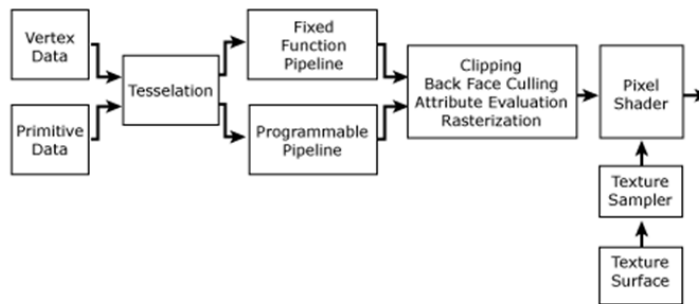 Vertex
Data
Primitive
Data
Tesselation
Fixed
Function
Pipeline
Programmable
Pipeline
Clipping
Back Face Culling
Attribute Evaluation
Rasterization
Pixel
Shader
Texture
Sampler
Texture
Surface